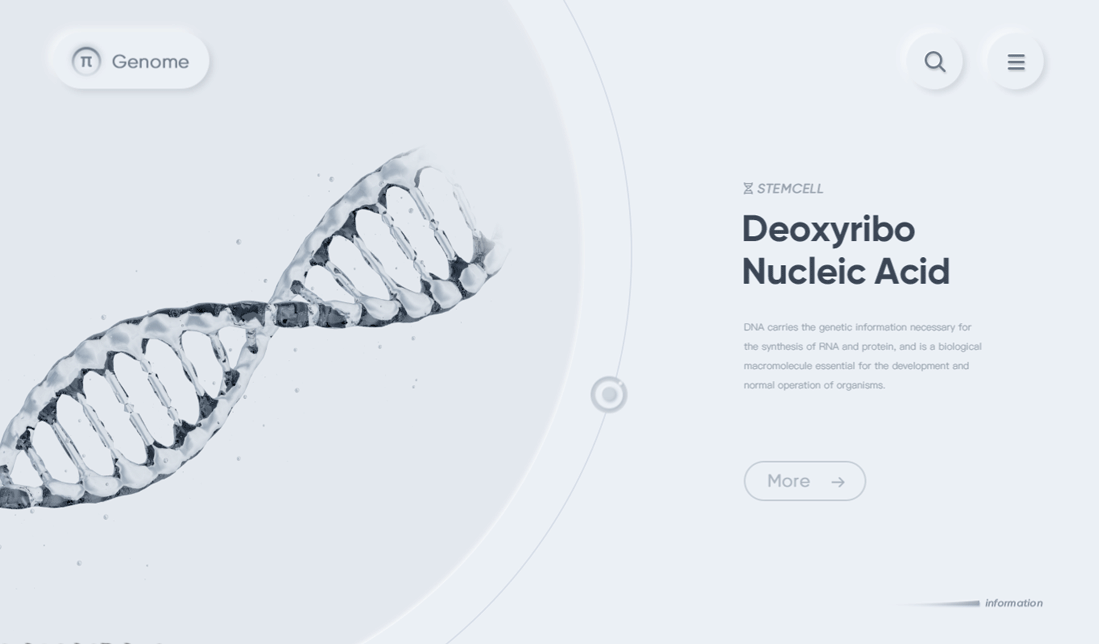 π Genome
STEMCELL
Deoxyribo
Nucleic Acid
DNA carries the genetic information necessary for
the synthesis of RNA and protein, and is a biological
macromolecule essential for the development and
normal operation of organisms.
More →
information